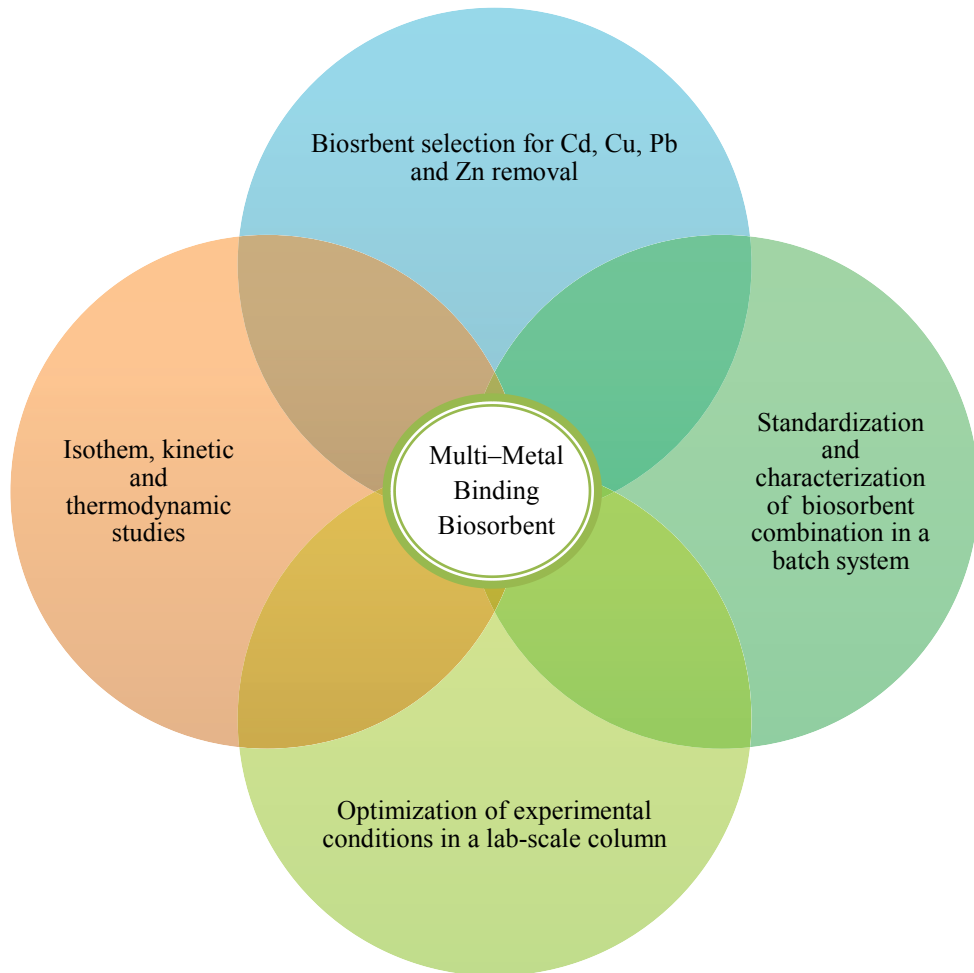 Biosrbent selection for Cd, Cu, Pb
and Zn removal
Isothem, kinetic
and
thermodynamic
studies
Multi–Metal
Binding
Biosorbent
Standardization
and
characterization
of biosorbent
combination in a
batch system
Optimization of experimental
conditions in a lab-scale column